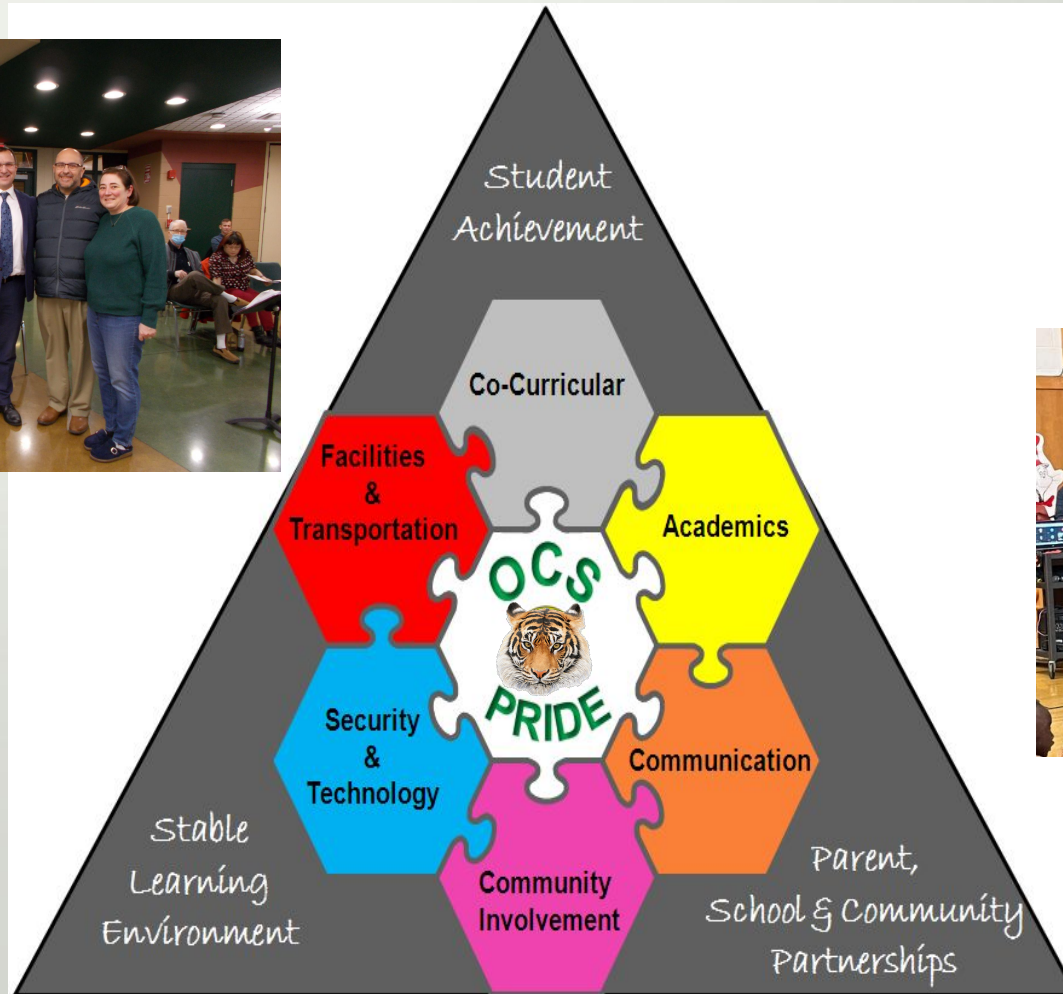 Student
Achievement
Co-Curricular
Facilities
&
Transportation
Academics
OCS
PRIDE
Security
&
Technology
Communication
Community
Involvement
Stable
Learning
Environment
Parent,
School & Community
Partnerships